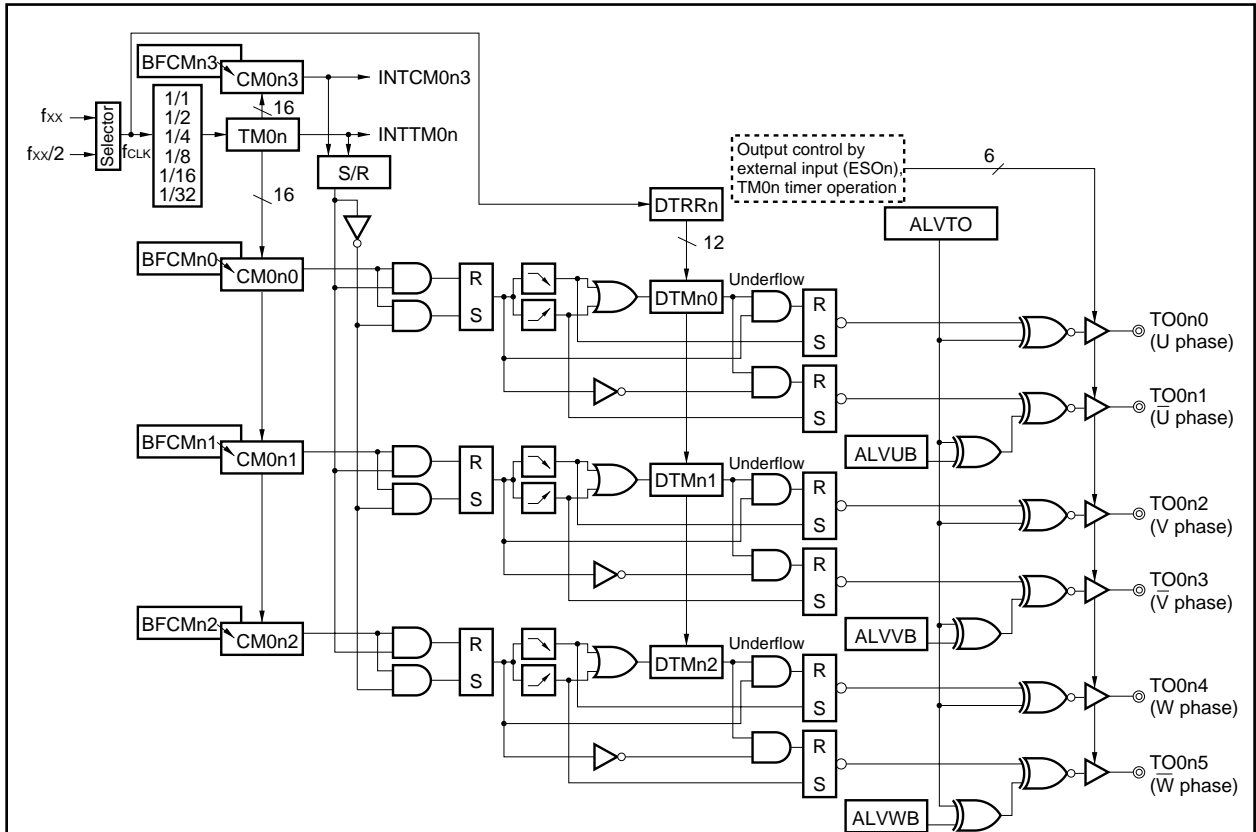 BFCMn3
CM0n3
INTCM0n3
16
fXX
fXX/2
Selector
fCLK
1/1
1/2
1/4
1/8
1/16
1/32
TM0n
INTTM0n
S/R
16
Output control by
external input (ESOn),
TM0n timer operation
6
DTRRn
12
ALVTO
BFCMn0
CM0n0
R
S
DTMn0
Underflow
R
S
TO0n0
(U phase)
R
S
TO0n1
(U̅ phase)
ALVUB
BFCMn1
CM0n1
R
S
DTMn1
Underflow
R
S
TO0n2
(V phase)
R
S
TO0n3
(V̅ phase)
ALVVB
BFCMn2
CM0n2
R
S
DTMn2
Underflow
R
S
TO0n4
(W phase)
R
S
TO0n5
(W̅ phase)
ALVWB